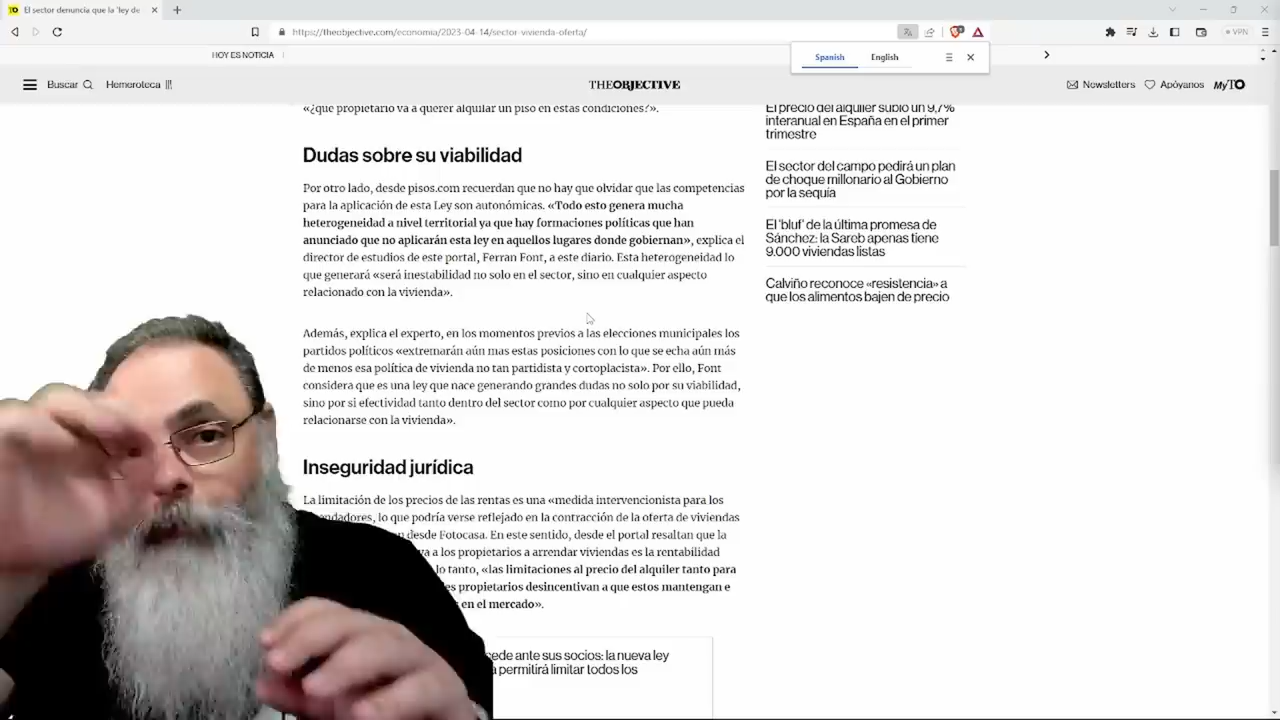 El sector denuncia que la 'ley de
https://theobjective.com/economia/2023-04-14/sector-vivienda-oferta/
VPN
HOY ES NOTICIA
Spanish
English
Buscar
Hemeroteca
THEOBJECTIVE
Newsletters
Apóyanos
MyTO
«¿qué propietario va a querer alquilar un piso en estas condiciones?».
Dudas sobre su viabilidad
Por otro lado, desde pisos.com recuerdan que no hay que olvidar que las competencias
para la aplicación de esta Ley son autonómicas. «Todo esto genera mucha
heterogeneidad a nivel territorial ya que hay formaciones políticas que han
anunciado que no aplicarán esta ley en aquellos lugares donde gobiernan», explica el
director de estudios de este portal, Ferran Font, a este diario. Esta heterogeneidad lo
que generará «será inestabilidad no solo en el sector, sino en cualquier aspecto
relacionado con la vivienda».
Además, explica el experto, en los momentos previos a las elecciones municipales los
partidos políticos «extremarán aún mas estas posiciones con lo que se echa aún más
de menos esa política de vivienda no tan partidista y cortoplacista». Por ello, Font
considera que es una ley que nace generando grandes dudas no solo por su viabilidad,
sino por si efectividad tanto dentro del sector como por cualquier aspecto que pueda
relacionarse con la vivienda».
Inseguridad jurídica
La limitación de los precios de las rentas es una «medida intervencionista para los
, lo que podría verse reflejado en la contracción de la oferta de viviendas
desde Fotocasa. En este sentido, desde el portal resaltan que la
a los propietarios a arrendar viviendas es la rentabilidad
lo tanto, «las limitaciones al precio del alquiler tanto para
propietarios desincentivan a que estos mantengan e
en el mercado».
ante sus socios: la nueva ley
permitirá limitar todos los
El precio del alquiler subió un 9,7%
interanual en España en el primer
trimestre
El sector del campo pedirá un plan
de choque millonario al Gobierno
por la sequía
El 'bluf' de la última promesa de
Sánchez: la Sareb apenas tiene
9.000 viviendas listas
Calviño reconoce «resistencia» a
que los alimentos bajen de precio